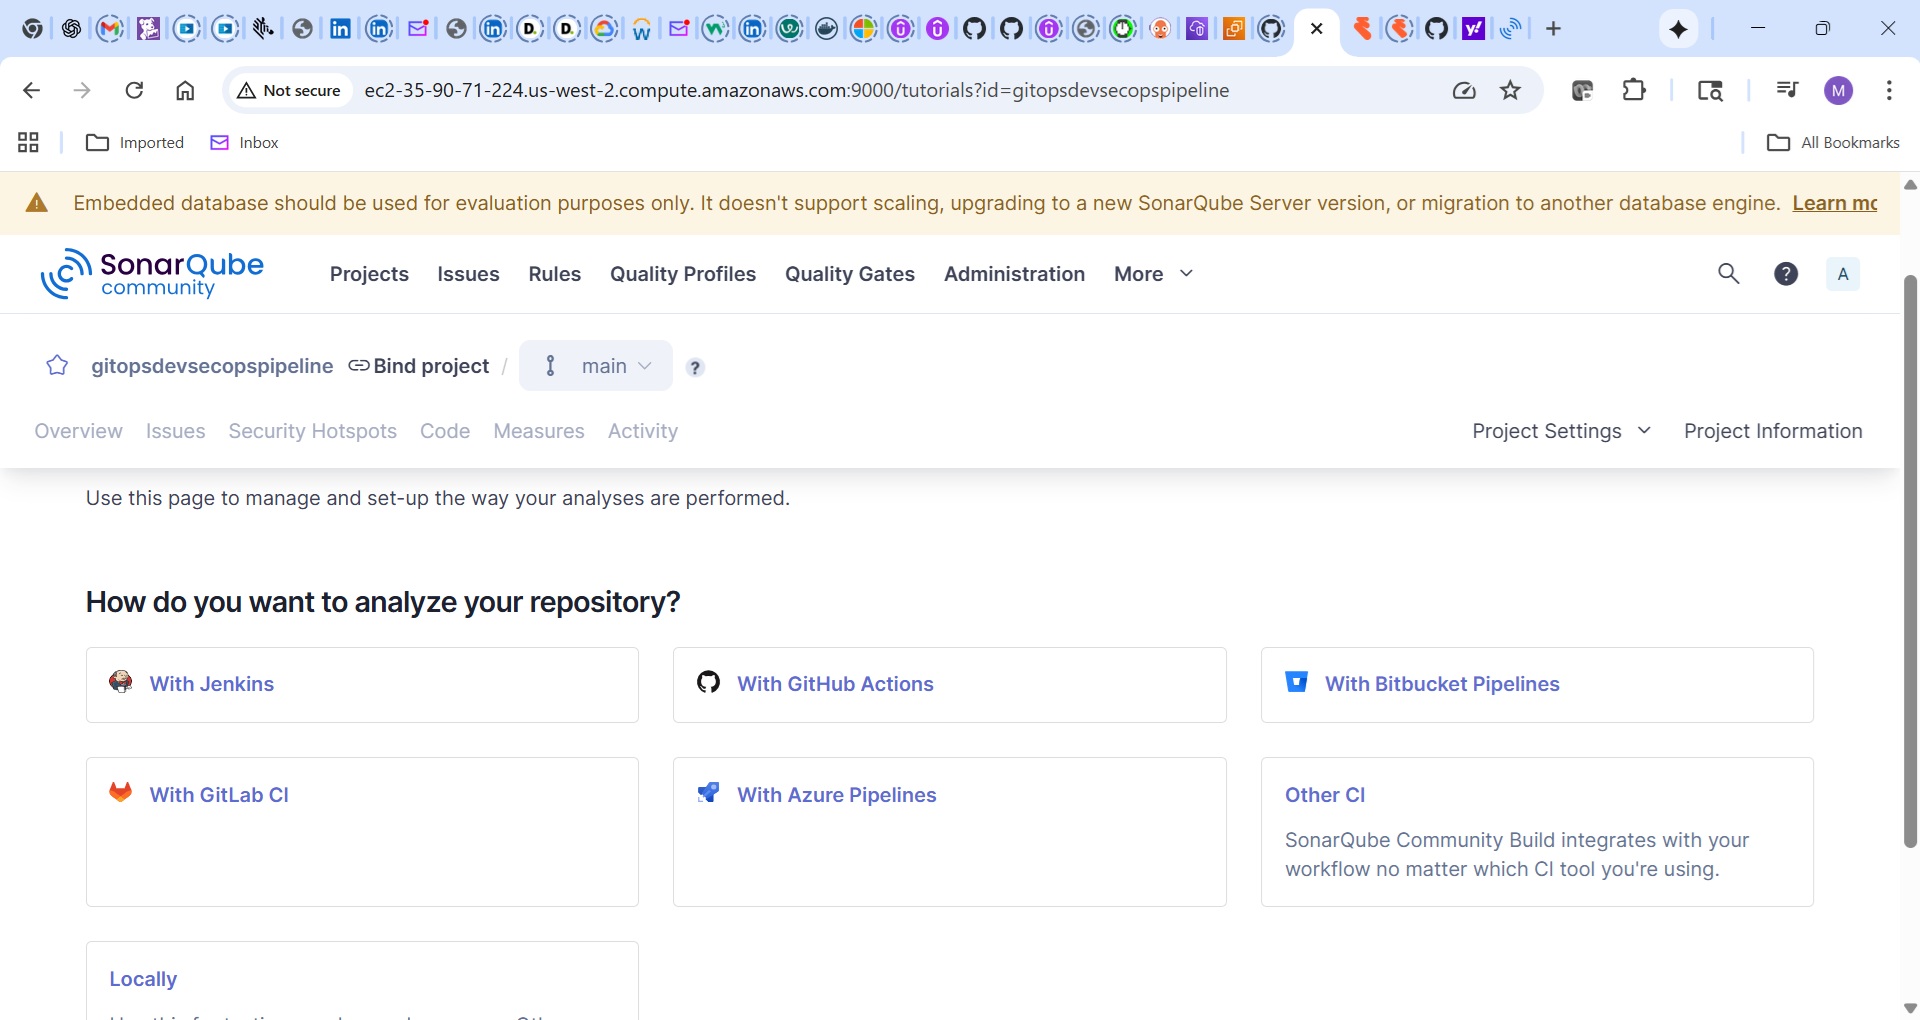 Not secure
ec2-35-90-71-224.us-west-2.compute.amazonaws.com:9000/tutorials?id=gitopsdevsecopspipeline
M
Imported
Inbox
All Bookmarks
Embedded database should be used for evaluation purposes only. It doesn't support scaling, upgrading to a new SonarQube Server version, or migration to another database engine. Learn mo
SonarQube
community
Projects
Issues
Rules
Quality Profiles
Quality Gates
Administration
More
?
A
gitopsdevsecopspipeline
Bind project
/
main
?
Overview
Issues
Security Hotspots
Code
Measures
Activity
Project Settings
Project Information
Use this page to manage and set-up the way your analyses are performed.
How do you want to analyze your repository?
With Jenkins
With GitHub Actions
With Bitbucket Pipelines
With GitLab CI
With Azure Pipelines
Other CI
SonarQube Community Build integrates with your
workflow no matter which CI tool you're using.
Locally